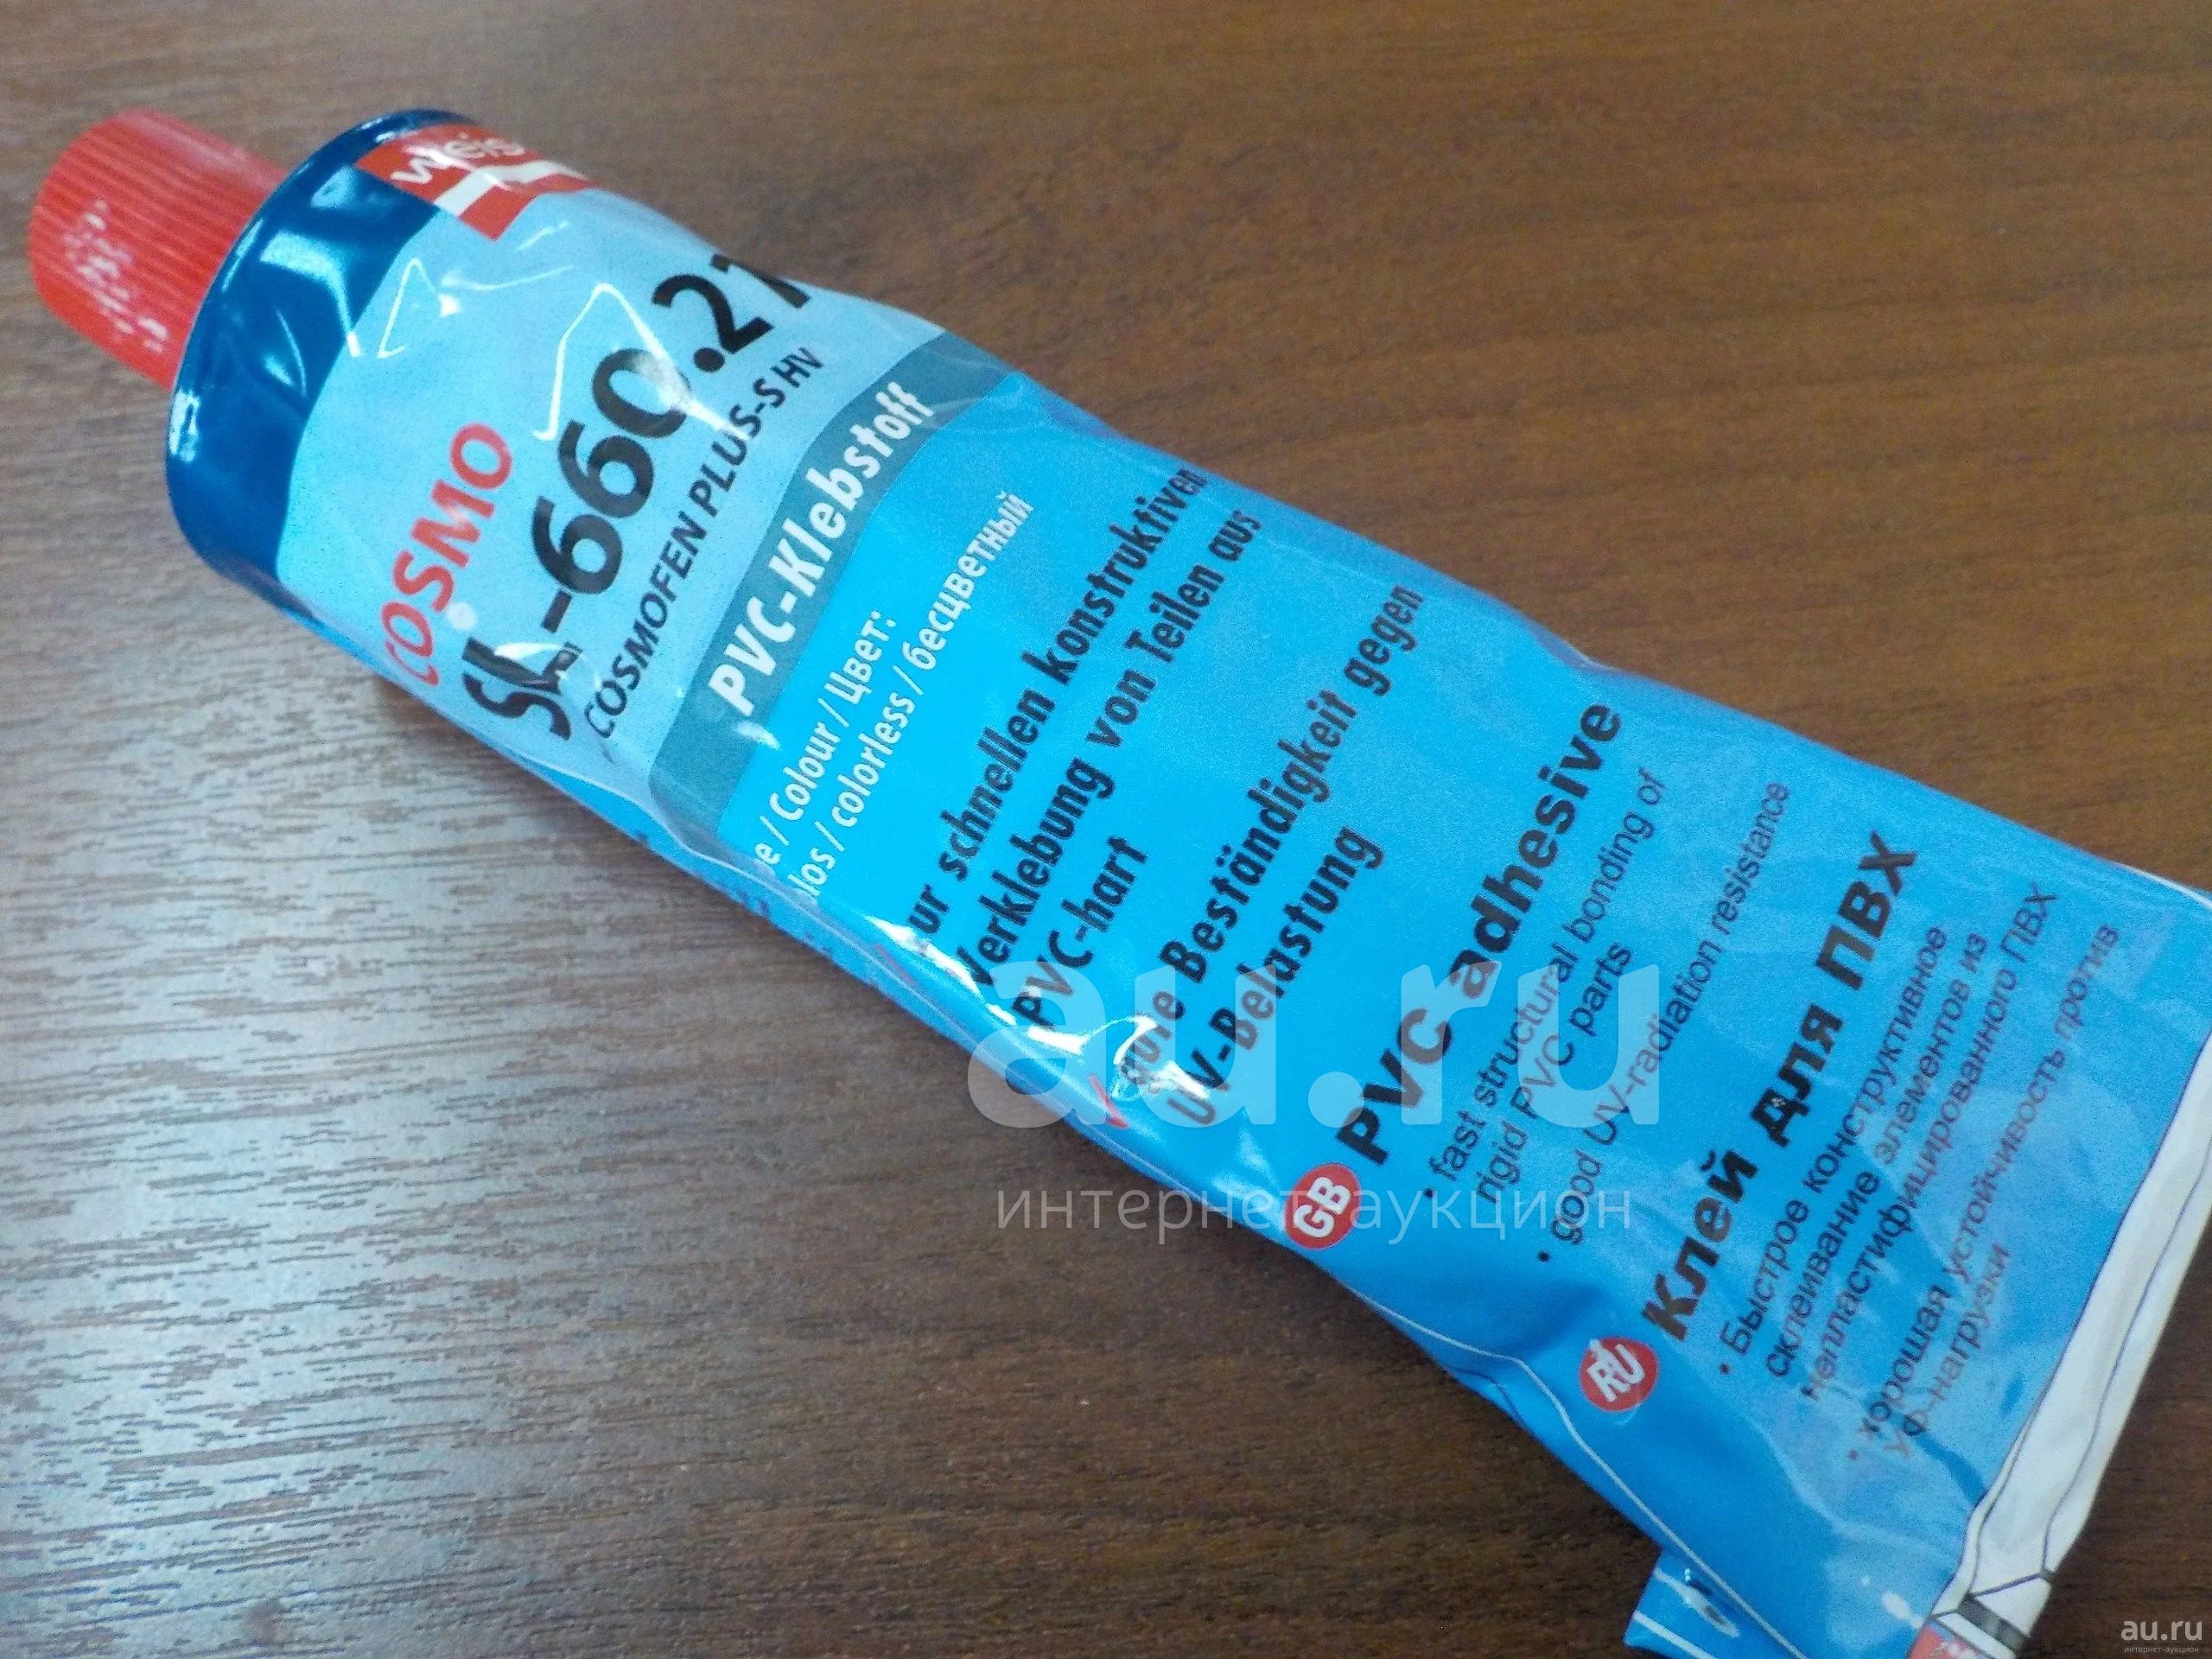 COSMO
SL-660.21
COSMOFEN PLUS-S HV
PVC-Klebstoff
/ Colour / Цвет:
/ colorless / бесцветный
schnellen konstruktiven
Verklebung von Teilen aus
PVC-hart
gute Beständigkeit gegen
UV-Belastung
GB PVC adhesive
• fast structural bonding of
rigid PVC parts
• good UV-radiation resistance
RU Клей для ПВХ
• Быстрое конструктивное
склеивание элементов из
непластифицированного ПВХ
• хорошая устойчивость против
УФ-нагрузки
au.ru
интернет-аукцион
au.ru
интернет-аукцион